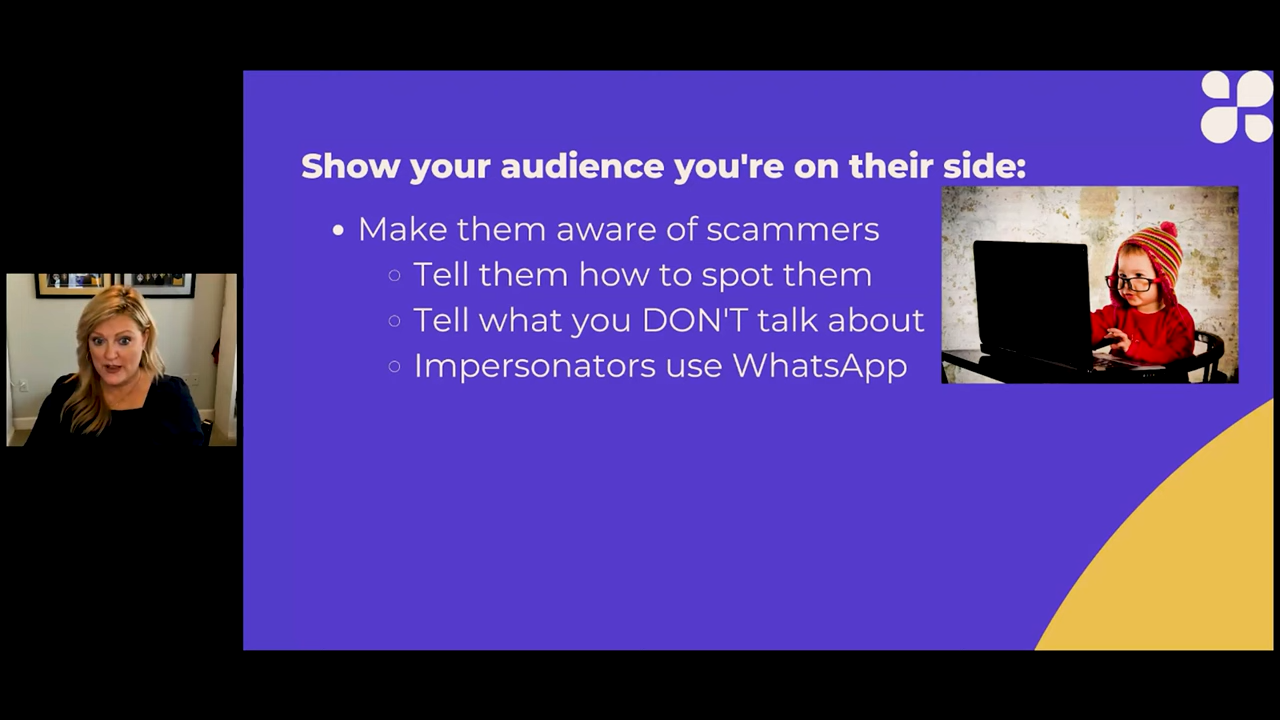 Show your audience you're on their side:
Make them aware of scammers
Tell them how to spot them
Tell what you DON'T talk about
Impersonators use WhatsApp